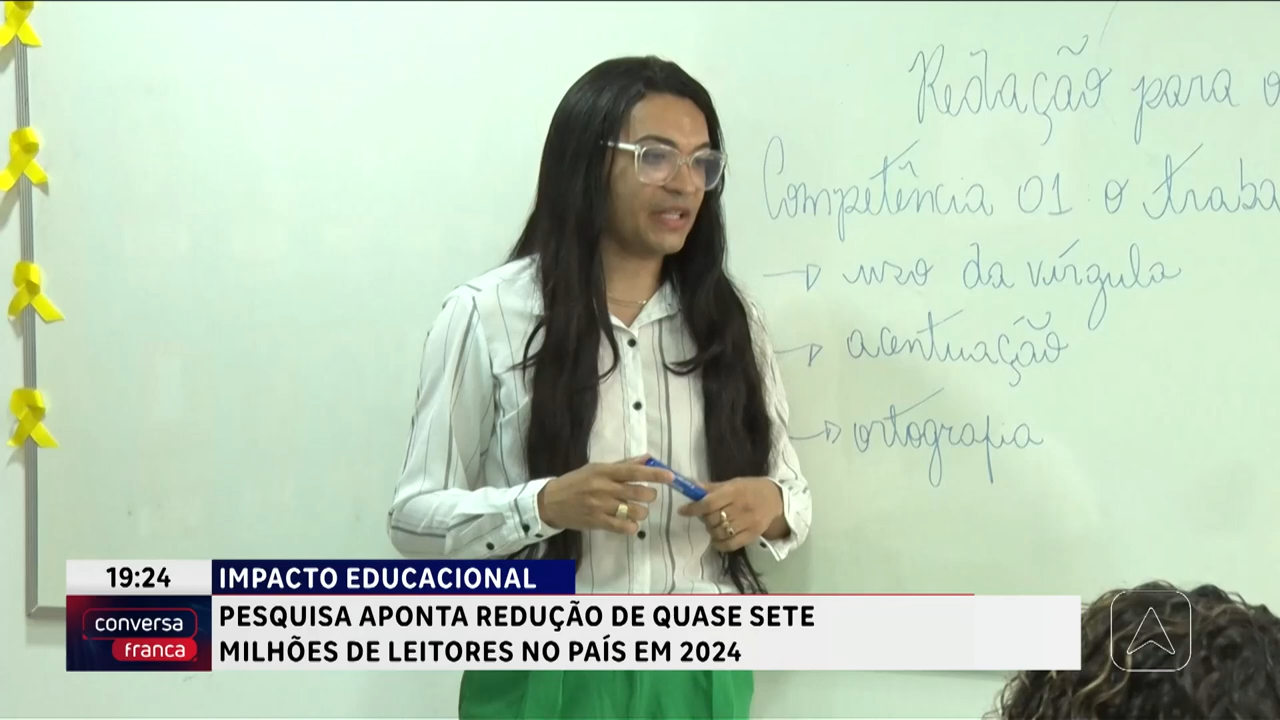 Redação para o
Competência 01 o traba
uso da vírgula
acentuação
ortografia
19:24
IMPACTO EDUCACIONAL
conversa
franca
PESQUISA APONTA REDUÇÃO DE QUASE SETE
MILHÕES DE LEITORES NO PAÍS EM 2024